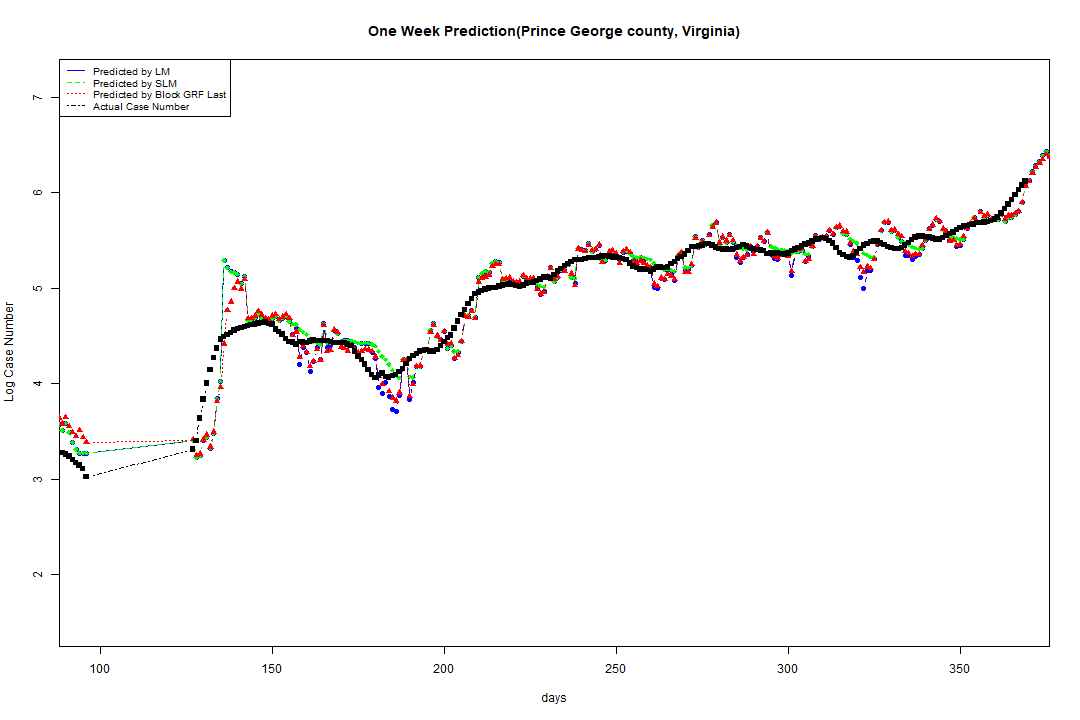 One Week Prediction(Prince George county, Virginia)
Predicted by LM
Predicted by SLM
Predicted by Block GRF Last
Actual Case Number
7
6
5
4
3
2
Log Case Number
100 150 200 250 300 350
days